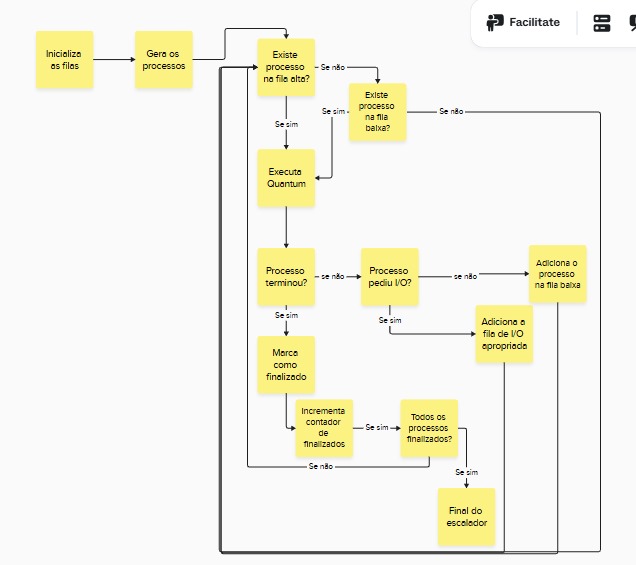 Facilitate
Inicializa
as filas
Gera os
processos
Existe
processo
na fila alta?
Se não
Existe
processo
na fila
baixa?
Se não
Se sim
Se sim
Executa
Quantum
Processo
terminou?
se não
Processo
pediu I/O?
se não
Adiciona o
processo
na fila baixa
Se sim
Se sim
Adiciona a
fila de I/O
apropriada
Marca
como
finalizado
Incrementa
contador
de
finalizados
Se sim
Todos os
processos
finalizados?
Se não
Se sim
Final do
escalador